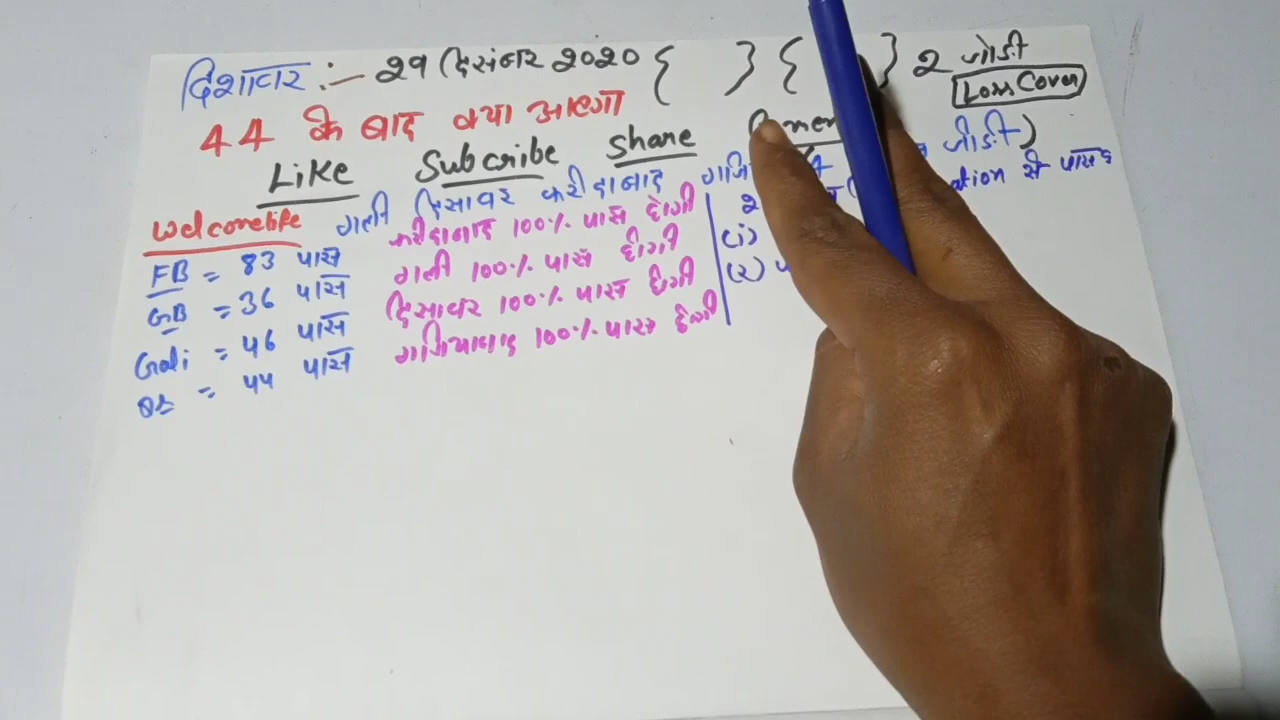 दिशावार :- 29 दिसंबर 2020 { } { } 2 जोडी
Loss Cover
44 के बाद क्या आएगा
Like Subscribe Share
जोडी)
welcomelife गली दिसावर फरीदाबाद
से पास
FB = 83 पास
GB = 36 पास
Gali = 46 पास
DS = 44 पास
फरीदाबाद 100% पास होगी
गली 100% पास होगी
दिसावर 100% पास होगी
गाजियाबाद 100% पास होगी
(i)
(2)